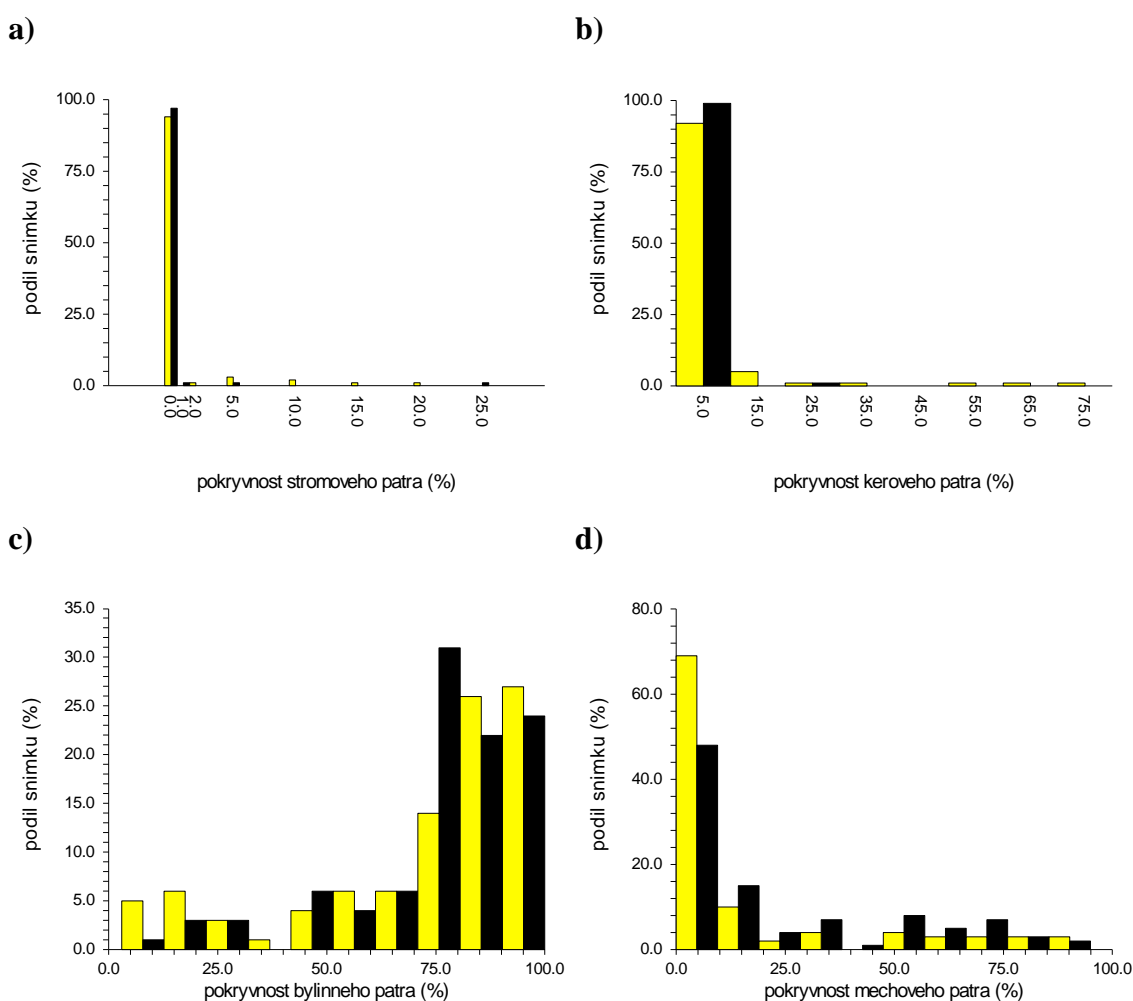 a)
100.0
75.0
50.0
25.0
0.0
podil snimku (%)
0.0
1.0
2.0
5.0
10.0
15.0
20.0
25.0
pokryvnost stromoveho patra (%)
b)
100.0
75.0
50.0
25.0
0.0
podil snimku (%)
5.0
15.0
25.0
35.0
45.0
55.0
65.0
75.0
pokryvnost keroveho patra (%)
c)
35.0
30.0
25.0
20.0
15.0
10.0
5.0
0.0
podil snimku (%)
0.0 25.0 50.0 75.0 100.0
pokryvnost bylinneho patra (%)
d)
80.0
60.0
40.0
20.0
0.0
podil snimku (%)
0.0 25.0 50.0 75.0 100.0
pokryvnost mechoveho patra (%)